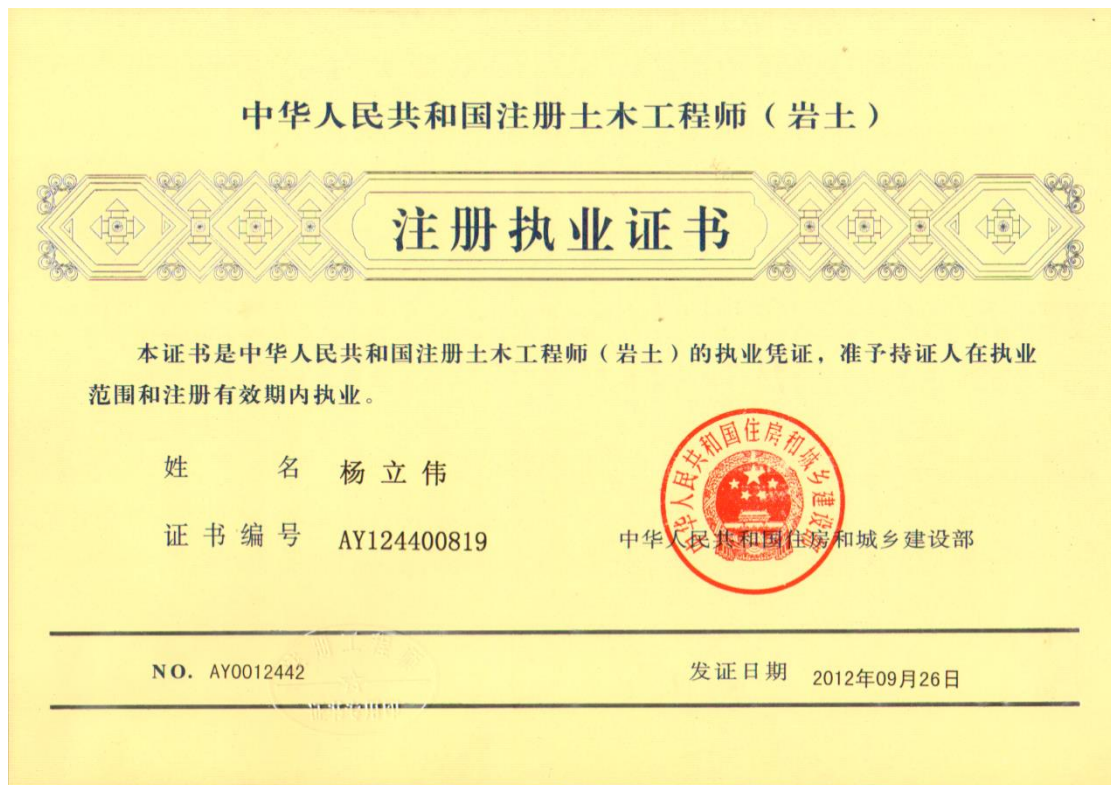 中华人民共和国注册土木工程师（岩土）
注册执业证书
本证书是中华人民共和国注册土木工程师（岩土）的执业凭证，准予持证人在执业
范围和注册有效期内执业。
姓 名 杨立伟
证书编号 AY124400819
中华人民共和国住房和城乡建设部
中华人民共和国住房和城乡建设部
NO. AY0012442
发证日期 2012年09月26日